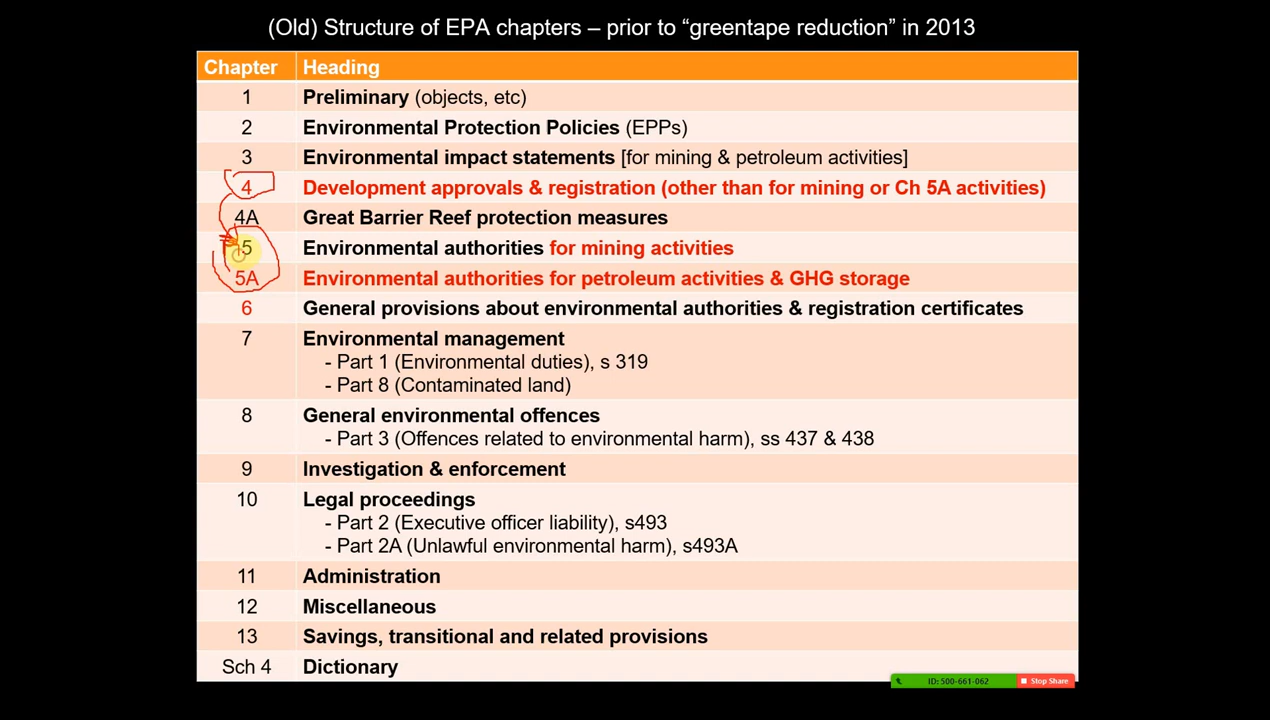 (Old) Structure of EPA chapters – prior to “greentape reduction” in 2013
Chapter Heading
1 Preliminary (objects, etc)
2 Environmental Protection Policies (EPPs)
3 Environmental impact statements [for mining & petroleum activities]
4 Development approvals & registration (other than for mining or Ch 5A activities)
4A Great Barrier Reef protection measures
5 Environmental authorities for mining activities
5A Environmental authorities for petroleum activities & GHG storage
6 General provisions about environmental authorities & registration certificates
7 Environmental management
- Part 1 (Environmental duties), s 319
- Part 8 (Contaminated land)
8 General environmental offences
- Part 3 (Offences related to environmental harm), ss 437 & 438
9 Investigation & enforcement
10 Legal proceedings
- Part 2 (Executive officer liability), s493
- Part 2A (Unlawful environmental harm), s493A
11 Administration
12 Miscellaneous
13 Savings, transitional and related provisions
Sch 4 Dictionary
ID: 500-661-062 Stop Share